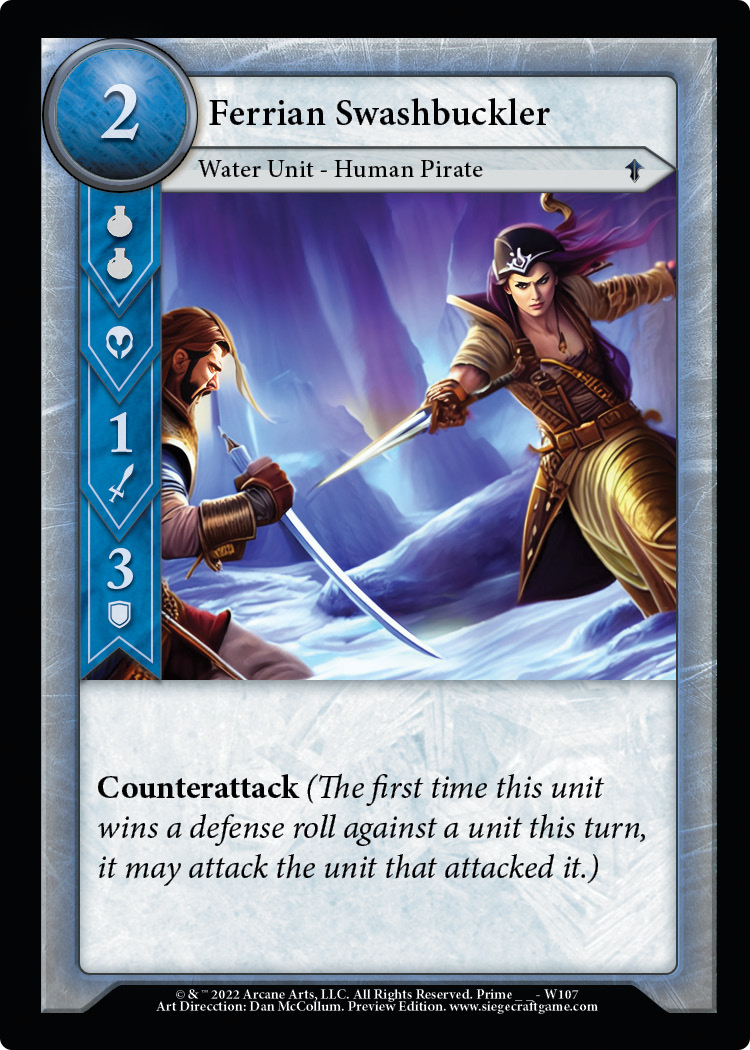 2
Ferrian Swashbuckler
Water Unit - Human Pirate
1
3
Counterattack (The first time this unit
wins a defense roll against a unit this turn,
it may attack the unit that attacked it.)
© & ™ 2022 Arcane Arts, LLC. All Rights Reserved. Prime _ _ - W107
Art Direcction: Dan McCollum. Preview Edition. www.siegecraftgame.com